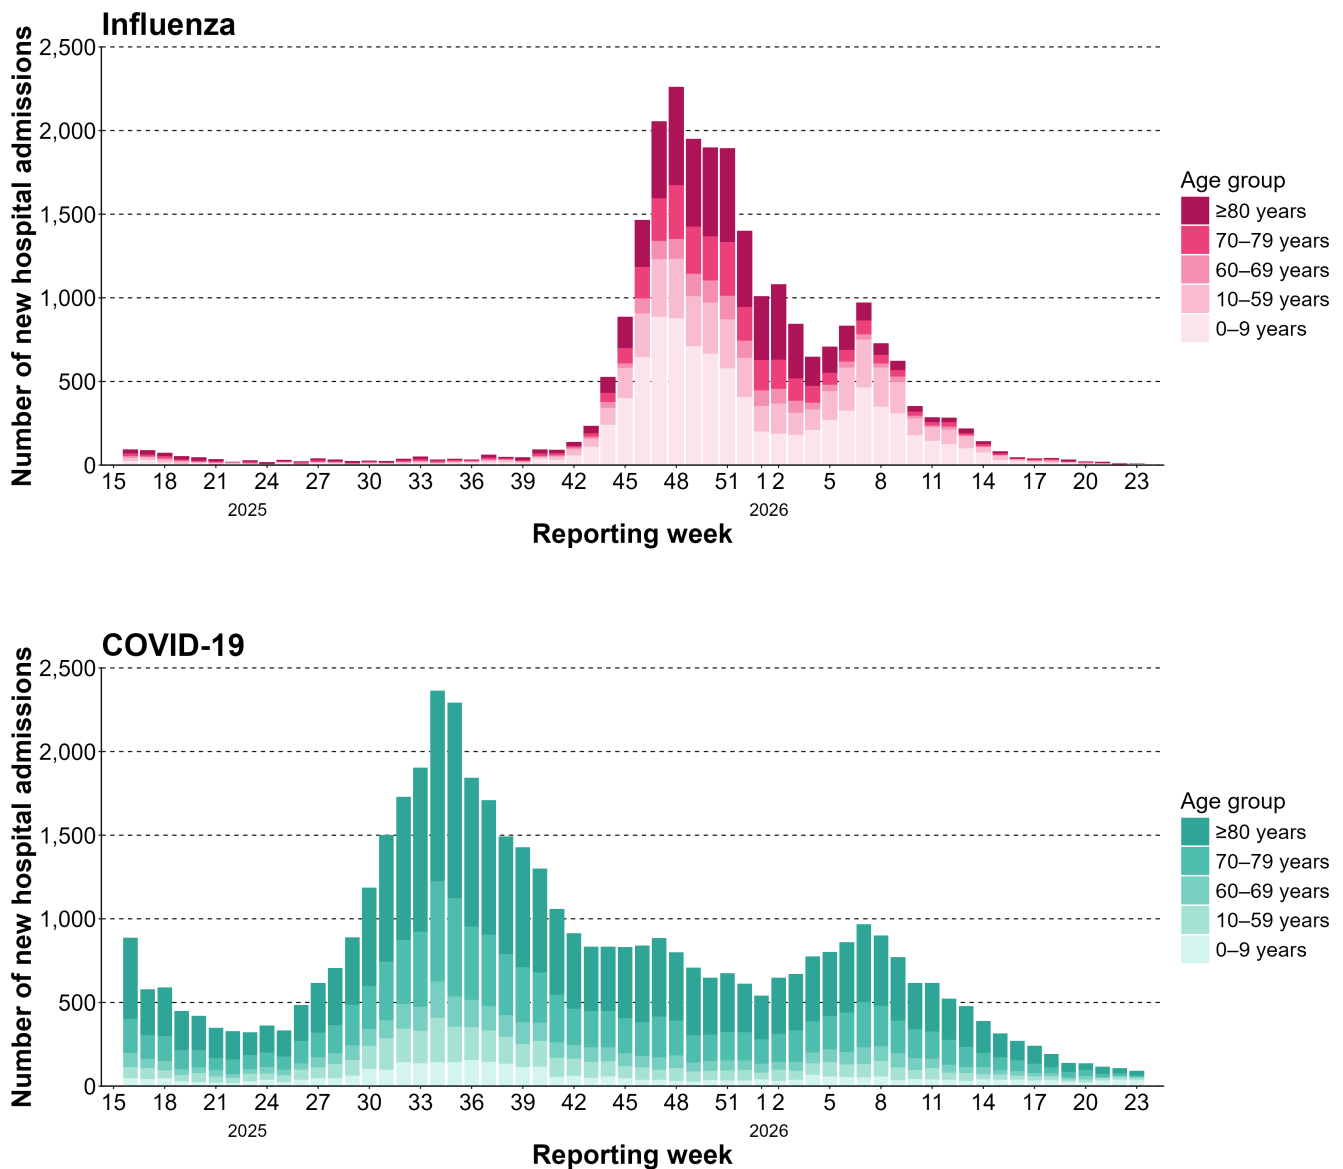 Influenza
Number of new hospital admissions
2,500
2,000
1,500
1,000
500
0
15 18 21 24 27 30 33 36 39 42 45 48 51 1 2 5 8 11 14 17 20 23
2025 2026
Reporting week
Age group
≥80 years
70–79 years
60–69 years
10–59 years
0–9 years
COVID-19
Number of new hospital admissions
2,500
2,000
1,500
1,000
500
0
15 18 21 24 27 30 33 36 39 42 45 48 51 1 2 5 8 11 14 17 20 23
2025 2026
Reporting week
Age group
≥80 years
70–79 years
60–69 years
10–59 years
0–9 years